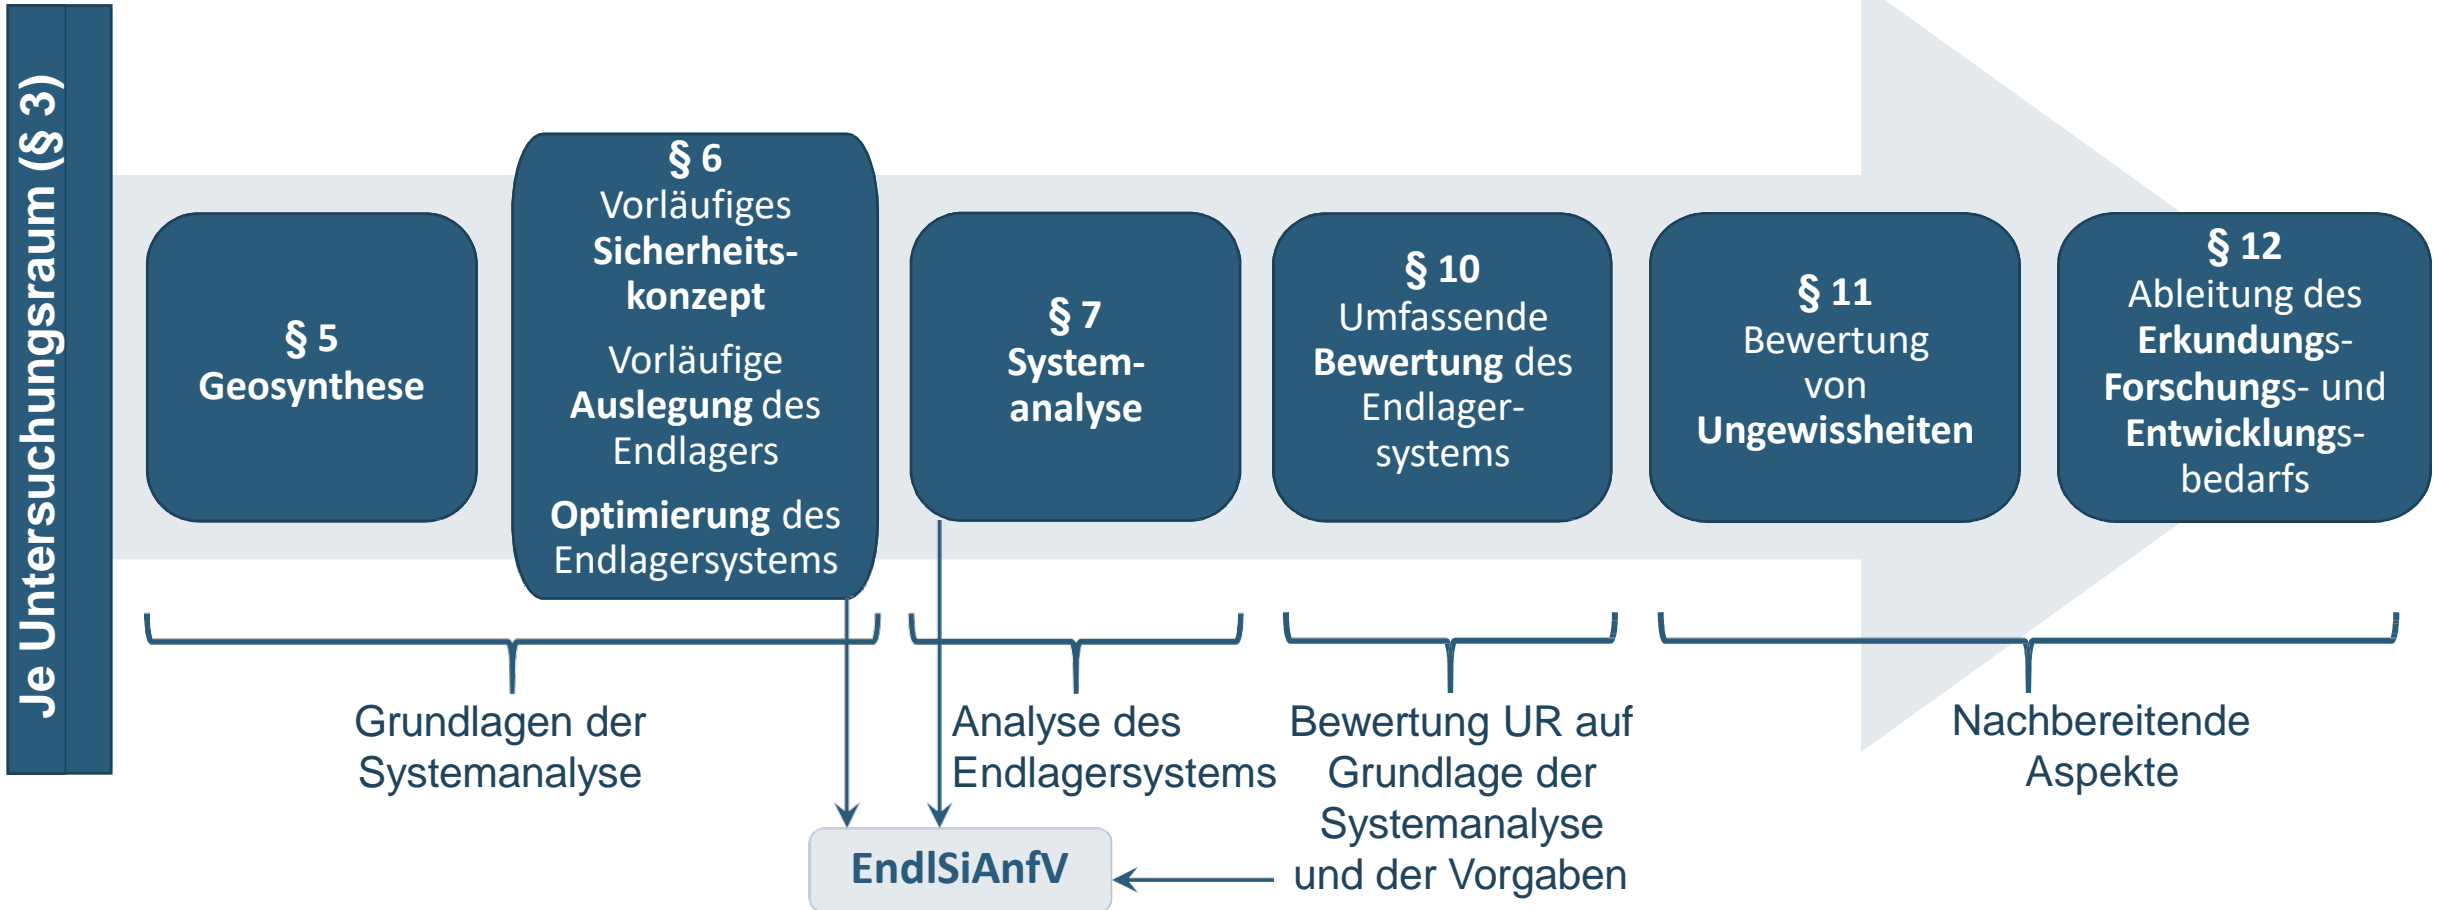 Je Untersuchungsraum (§ 3)
§ 5
Geosynthese
§ 6
Vorläufiges
Sicherheits-
konzept
Vorläufige
Auslegung des
Endlagers
Optimierung des
Endlagersystems
§ 7
System-
analyse
§ 10
Umfassende
Bewertung des
Endlager-
systems
§ 11
Bewertung
von
Ungewissheiten
§ 12
Ableitung des
Erkundungs-
Forschungs- und
Entwicklungs-
bedarfs
Grundlagen der
Systemanalyse
Analyse des
Endlagersystems
Bewertung UR auf
Grundlage der
Systemanalyse
und der Vorgaben
Nachbereitende
Aspekte
EndlSiAnfV